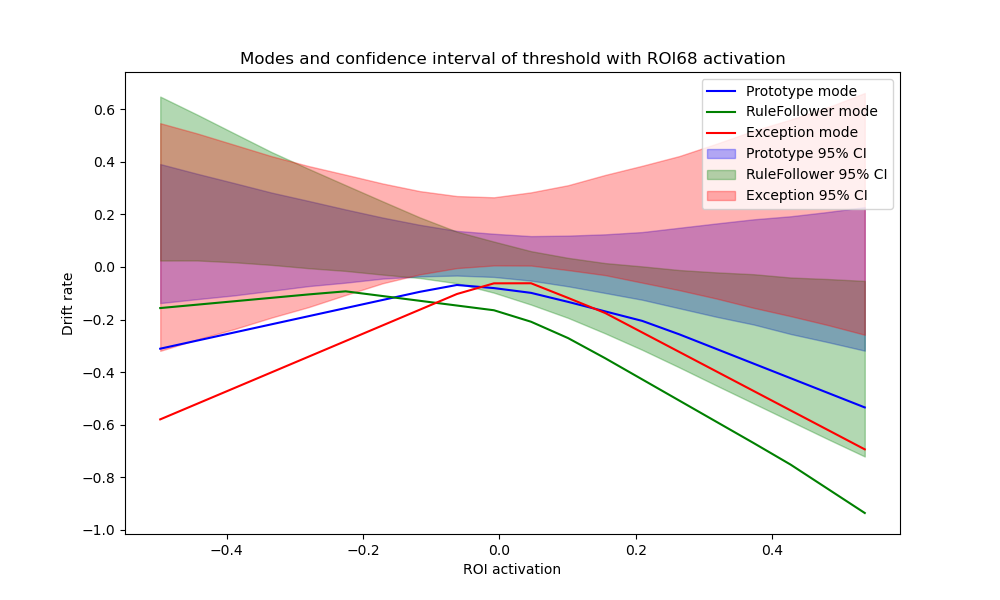 Modes and confidence interval of threshold with ROI68 activation
Prototype mode
RuleFollower mode
Exception mode
Prototype 95% CI
RuleFollower 95% CI
Exception 95% CI
Drift rate
0.6
0.4
0.2
0.0
−0.2
−0.4
−0.6
−0.8
−1.0
−0.4
−0.2
0.0
0.2
0.4
ROI activation